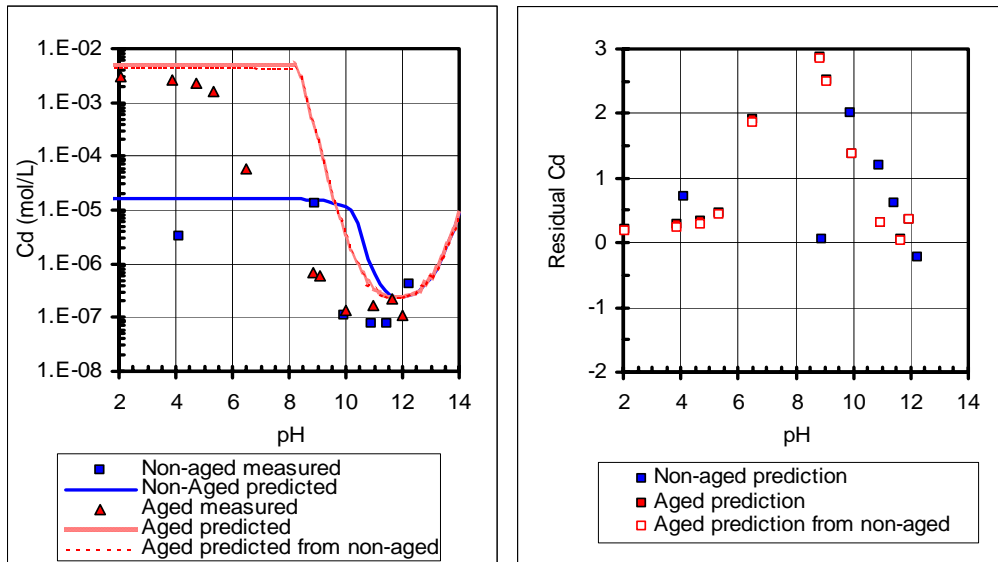 1.E-02
1.E-03
1.E-04
1.E-05
1.E-06
1.E-07
1.E-08
Cd (mol/L)
2 4 6 8 10 12 14
pH
Non-aged measured
Non-Aged predicted
Aged measured
Aged predicted
Aged predicted from non-aged
3
2
1
0
-1
-2
Residual Cd
2 4 6 8 10 12 14
pH
Non-aged prediction
Aged prediction
Aged prediction from non-aged